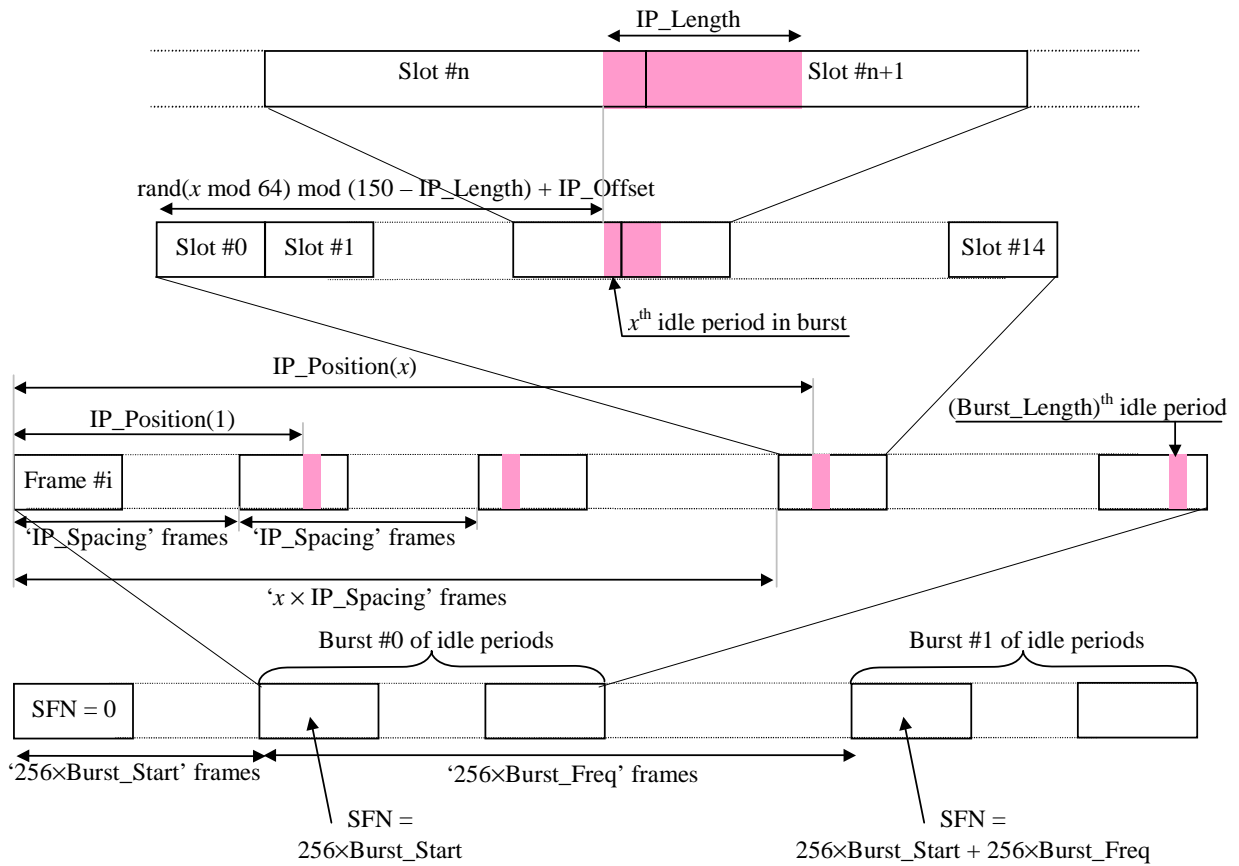 IP_Length
Slot #n
Slot #n+1
rand(x mod 64) mod (150 – IP_Length) + IP_Offset
Slot #0
Slot #1
Slot #14
xth idle period in burst
IP_Position(x)
IP_Position(1)
(Burst_Length)th idle period
Frame #i
‘IP_Spacing’ frames
‘IP_Spacing’ frames
‘x × IP_Spacing’ frames
Burst #0 of idle periods
Burst #1 of idle periods
SFN = 0
‘256×Burst_Start’ frames
‘256×Burst_Freq’ frames
SFN =
256×Burst_Start
SFN =
256×Burst_Start + 256×Burst_Freq